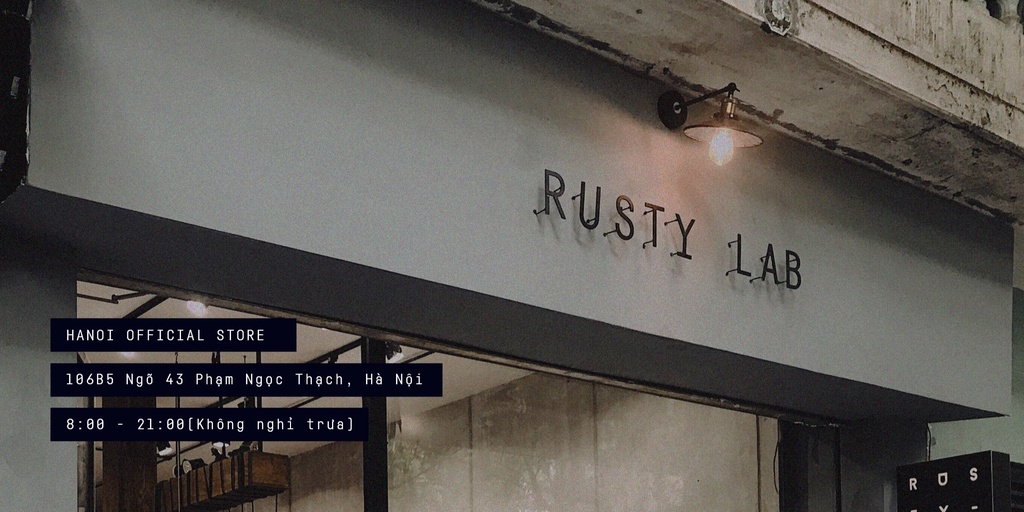 RUSTY LAB
HANOI OFFICIAL STORE
106B5 Ngõ 43 Phạm Ngọc Thạch, Hà Nội
8:00 - 21:00[Không nghỉ trưa]
R U S